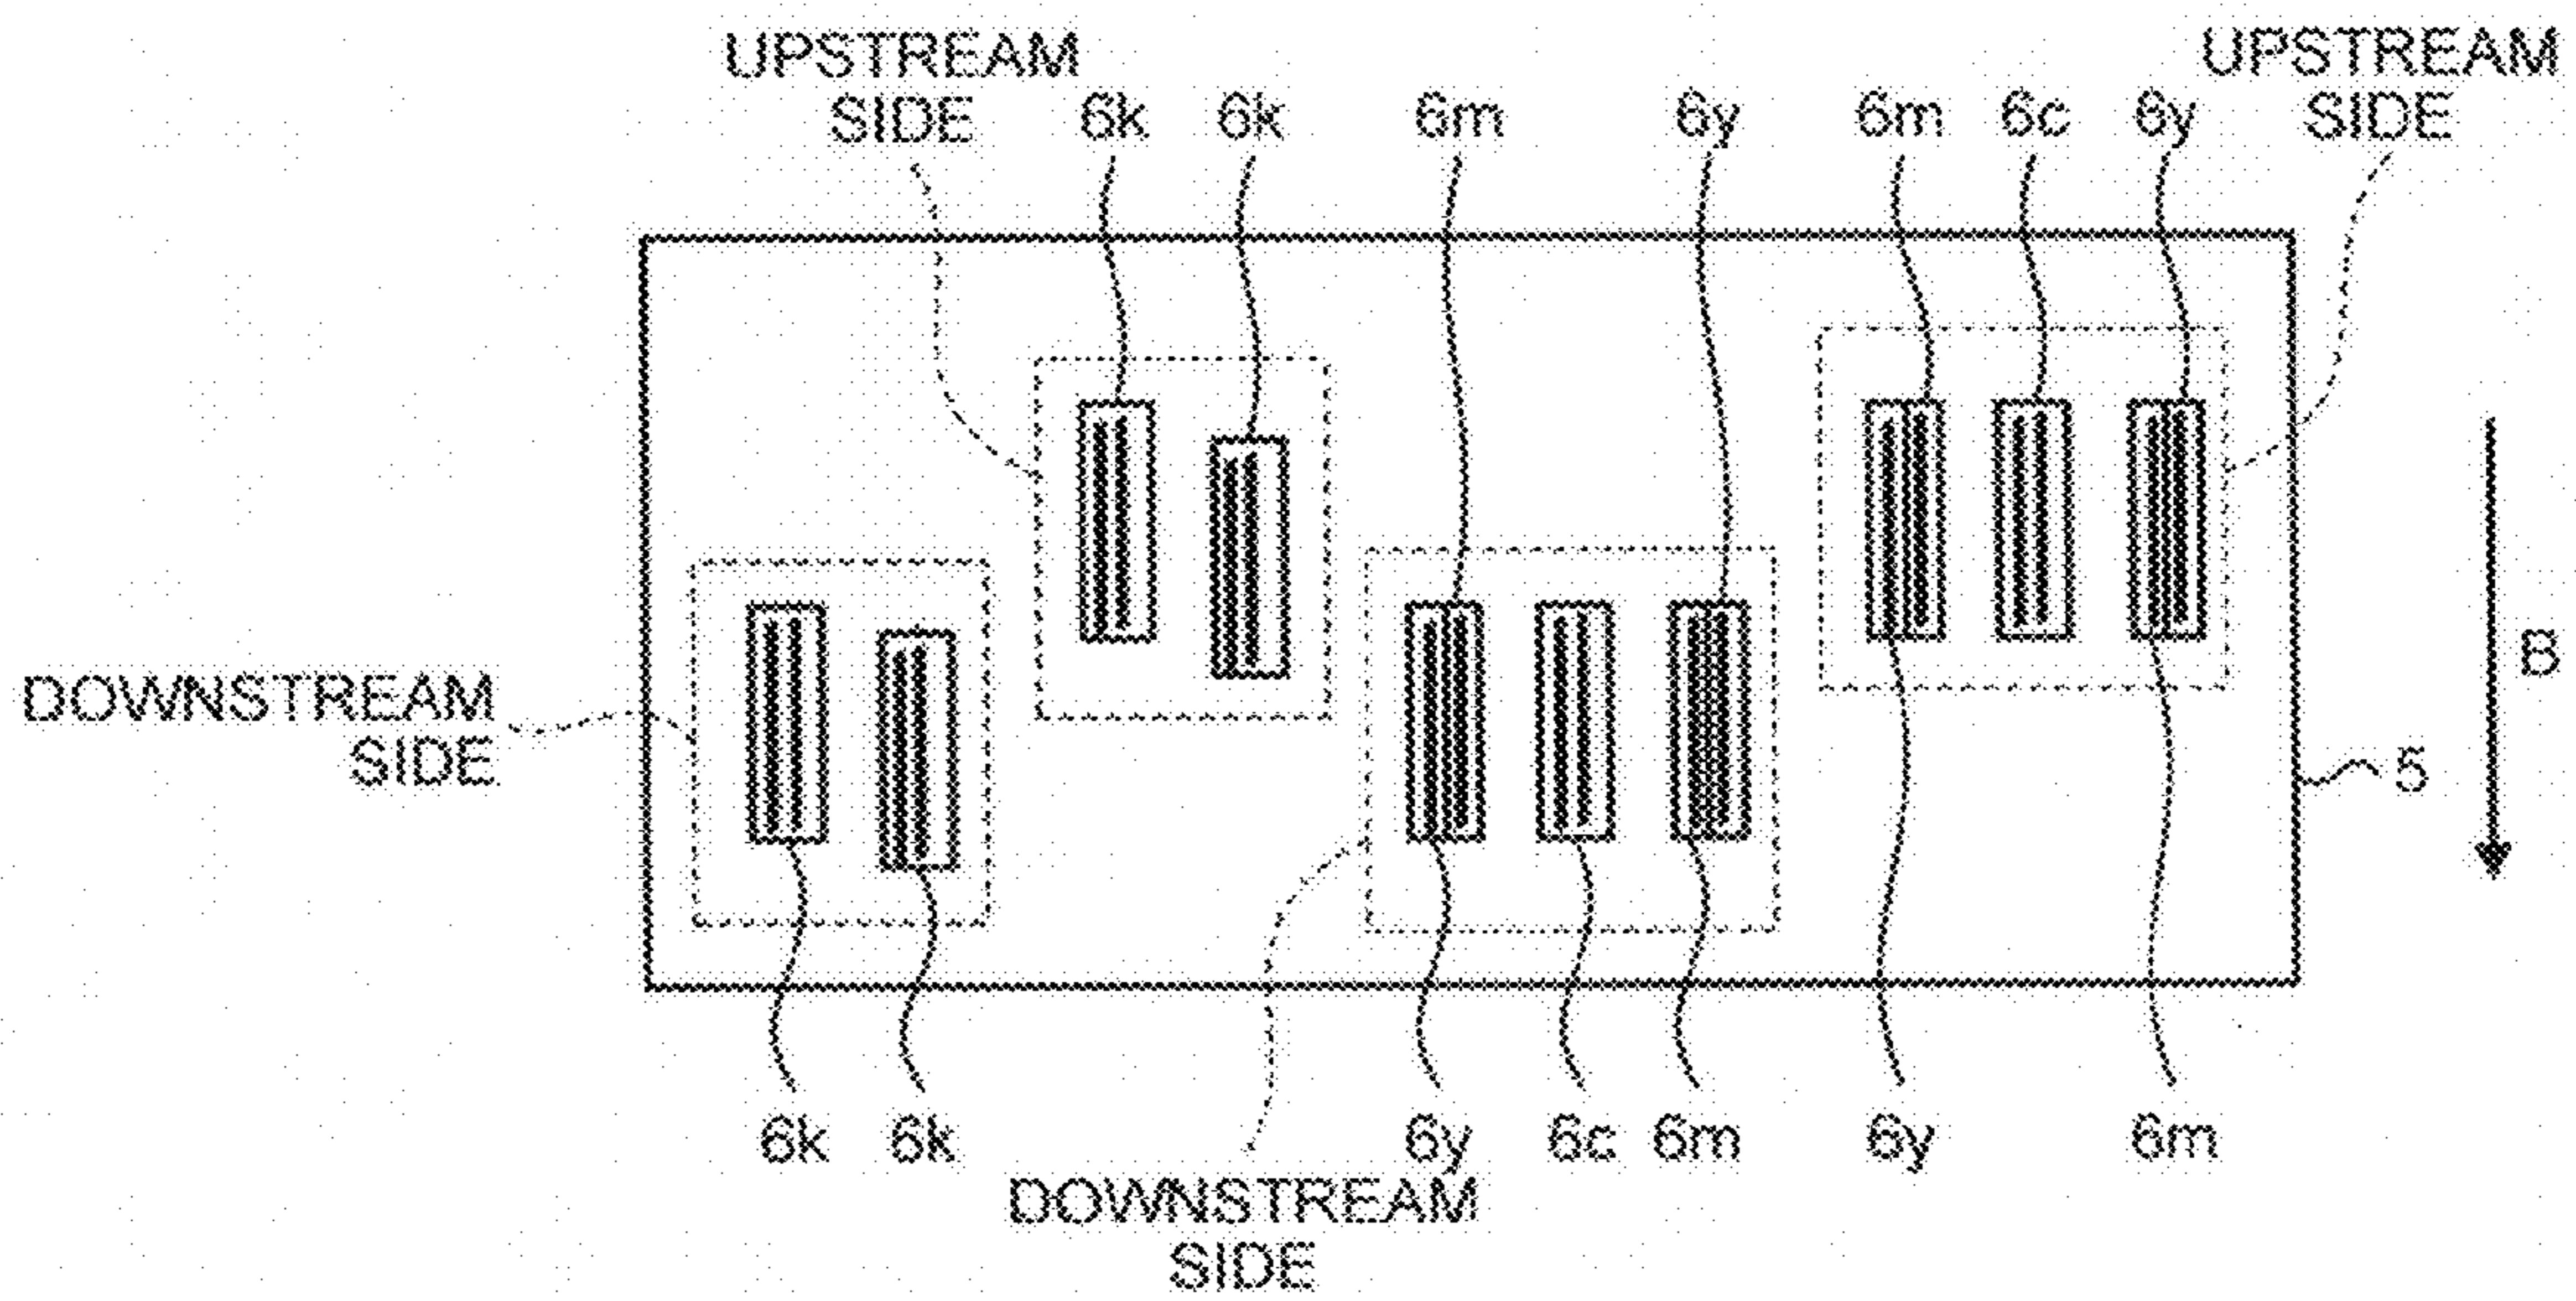 UPSTREAM
SIDE
6k 6k 6m 6y 6m 6c 6y
UPSTREAM
SIDE
B
DOWNSTREAM
SIDE
5
6k 6k 6y 6c 6m 6y 6m
DOWNSTREAM
SIDE